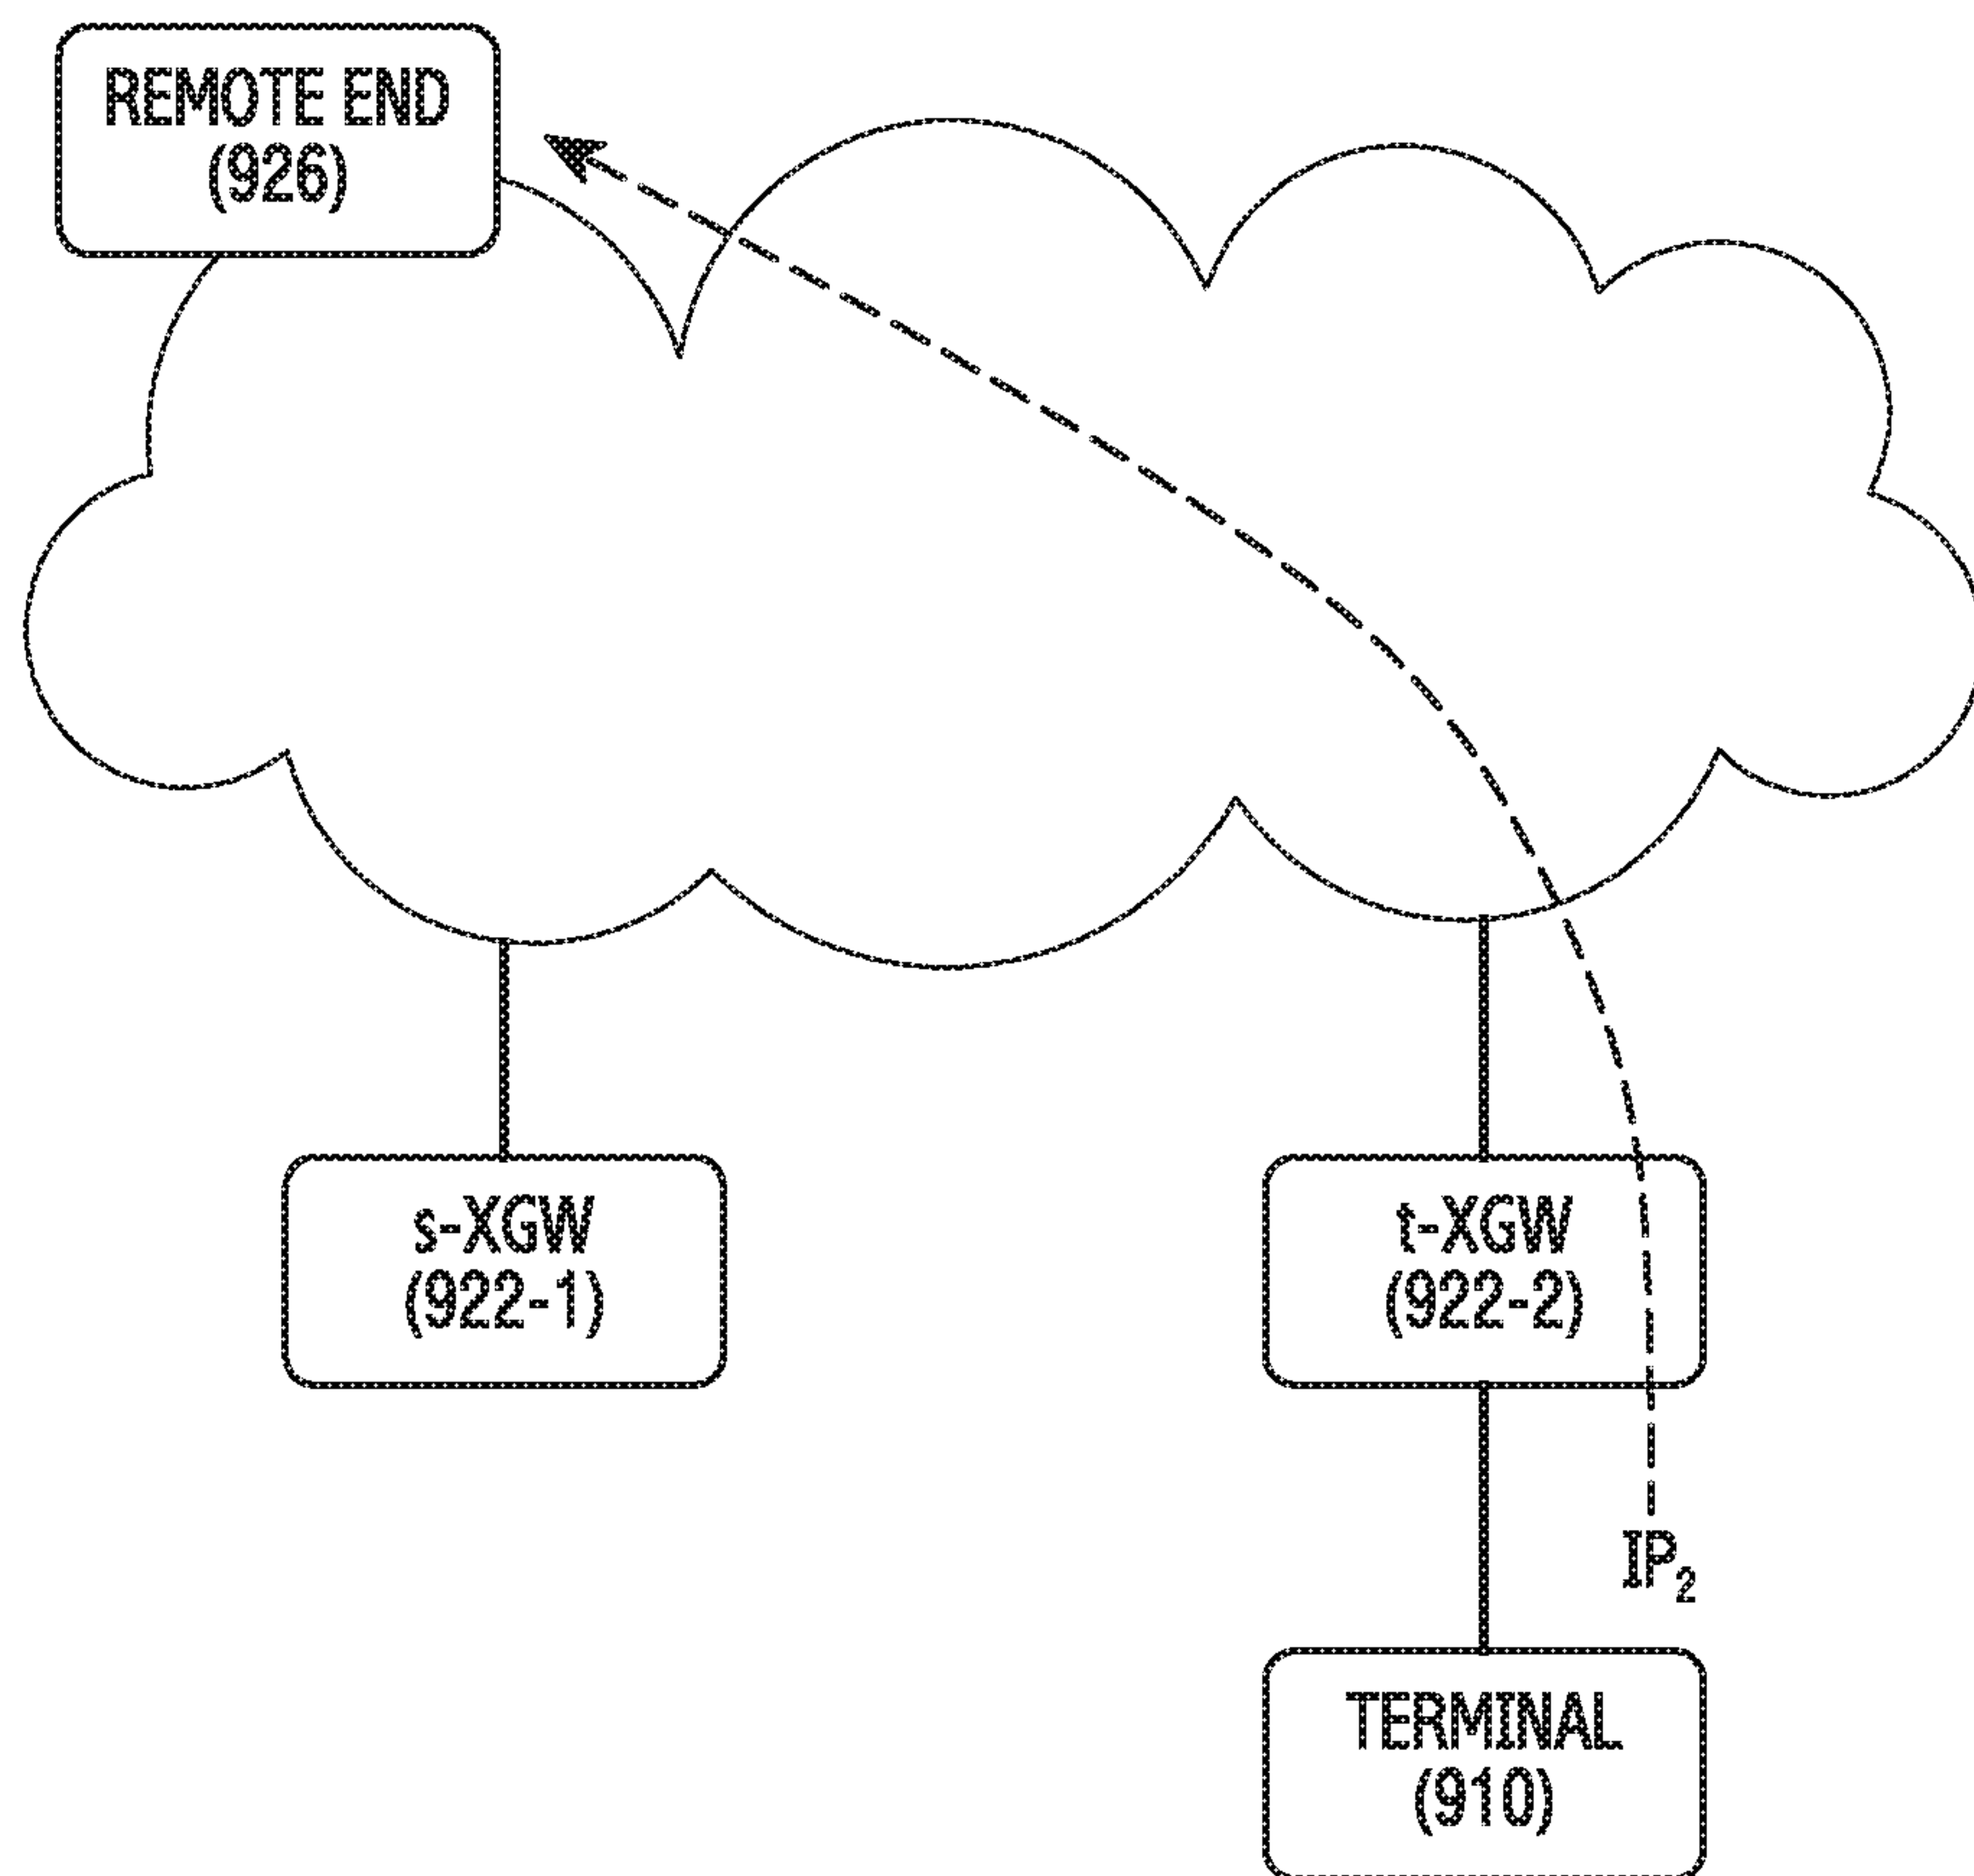 REMOTE END
(926)
s-XGW
(922-1)
t-XGW
(922-2)
IP₂
TERMINAL
(910)